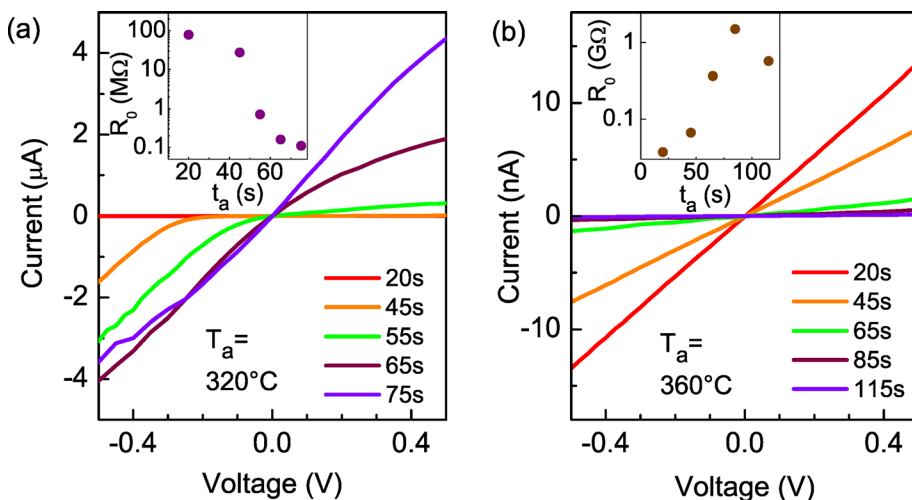 (a)
100
10
1
0.1
R₀ (MΩ)
20 40 60
tₐ (s)
4
2
0
-2
-4
Current (μA)
20s
45s
55s
65s
75s
Tₐ=
320°C
-0.4 0.0 0.4
Voltage (V)
(b)
1
0.1
R₀ (GΩ)
0 50 100
tₐ (s)
10
0
-10
Current (nA)
20s
45s
65s
85s
115s
Tₐ=
360°C
-0.4 0.0 0.4
Voltage (V)